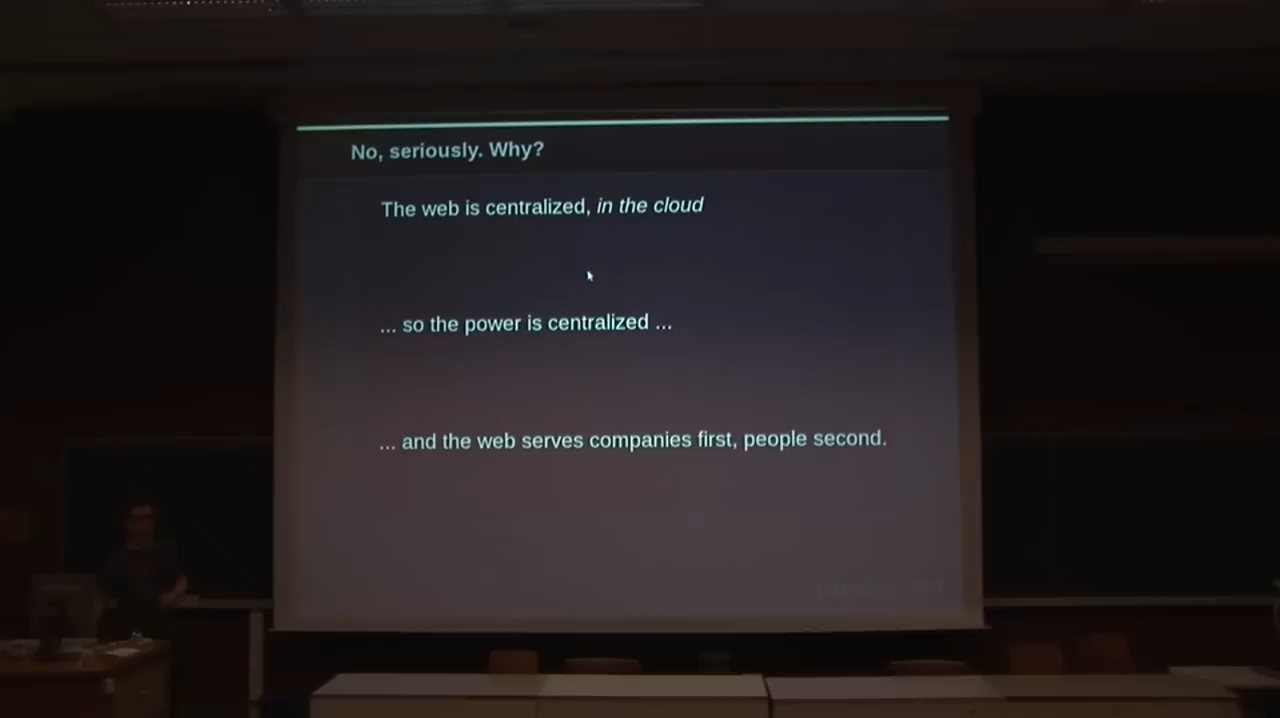 No, seriously. Why?
The web is centralized, in the cloud
... so the power is centralized ...
... and the web serves companies first, people second.